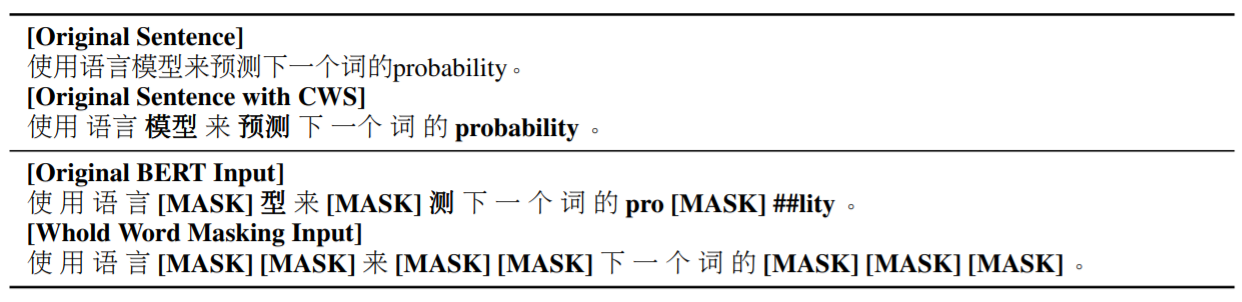 [Original Sentence]
使用语言模型来预测下一个词的probability。
[Original Sentence with CWS]
使用 语言 模型 来 预测 下 一个 词 的 probability 。
[Original BERT Input]
使 用 语 言 [MASK] 型 来 [MASK] 测 下 一 个 词 的 pro [MASK] ##lity 。
[Whold Word Masking Input]
使 用 语 言 [MASK] [MASK] 来 [MASK] [MASK] 下 一 个 词 的 [MASK] [MASK] [MASK] 。